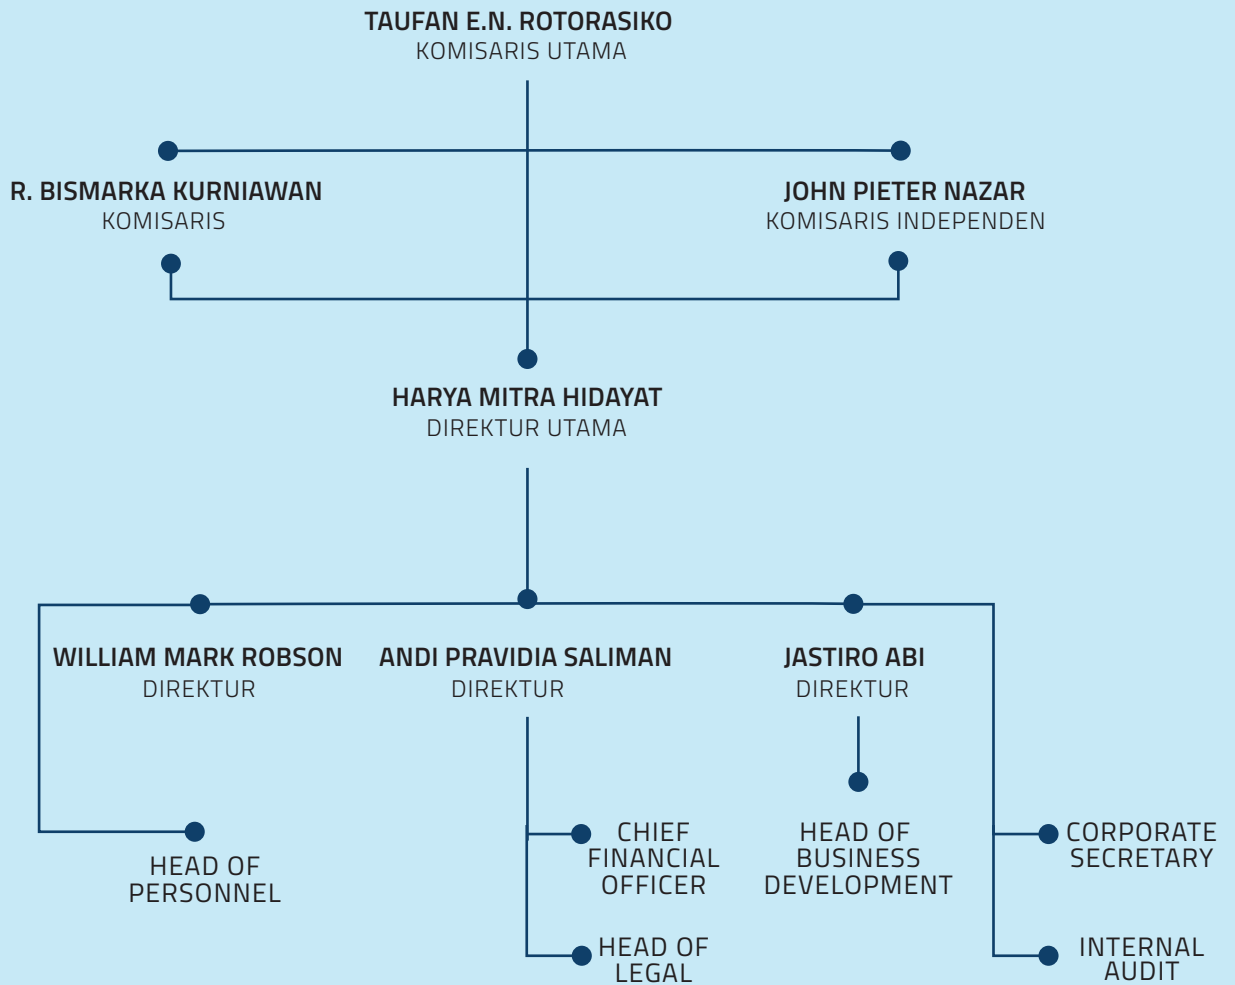 TAUFAN E.N. ROTORASIKO
KOMISARIS UTAMA
R. BISMARKA KURNIAWAN
KOMISARIS
JOHN PIETER NAZAR
KOMISARIS INDEPENDEN
HARYA MITRA HIDAYAT
DIREKTUR UTAMA
WILLIAM MARK ROBSON
DIREKTUR
ANDI PRAVIDIA SALIMAN
DIREKTUR
JASTIRO ABI
DIREKTUR
HEAD OF
PERSONNEL
CHIEF
FINANCIAL
OFFICER
HEAD OF
LEGAL
HEAD OF
BUSINESS
DEVELOPMENT
CORPORATE
SECRETARY
INTERNAL
AUDIT